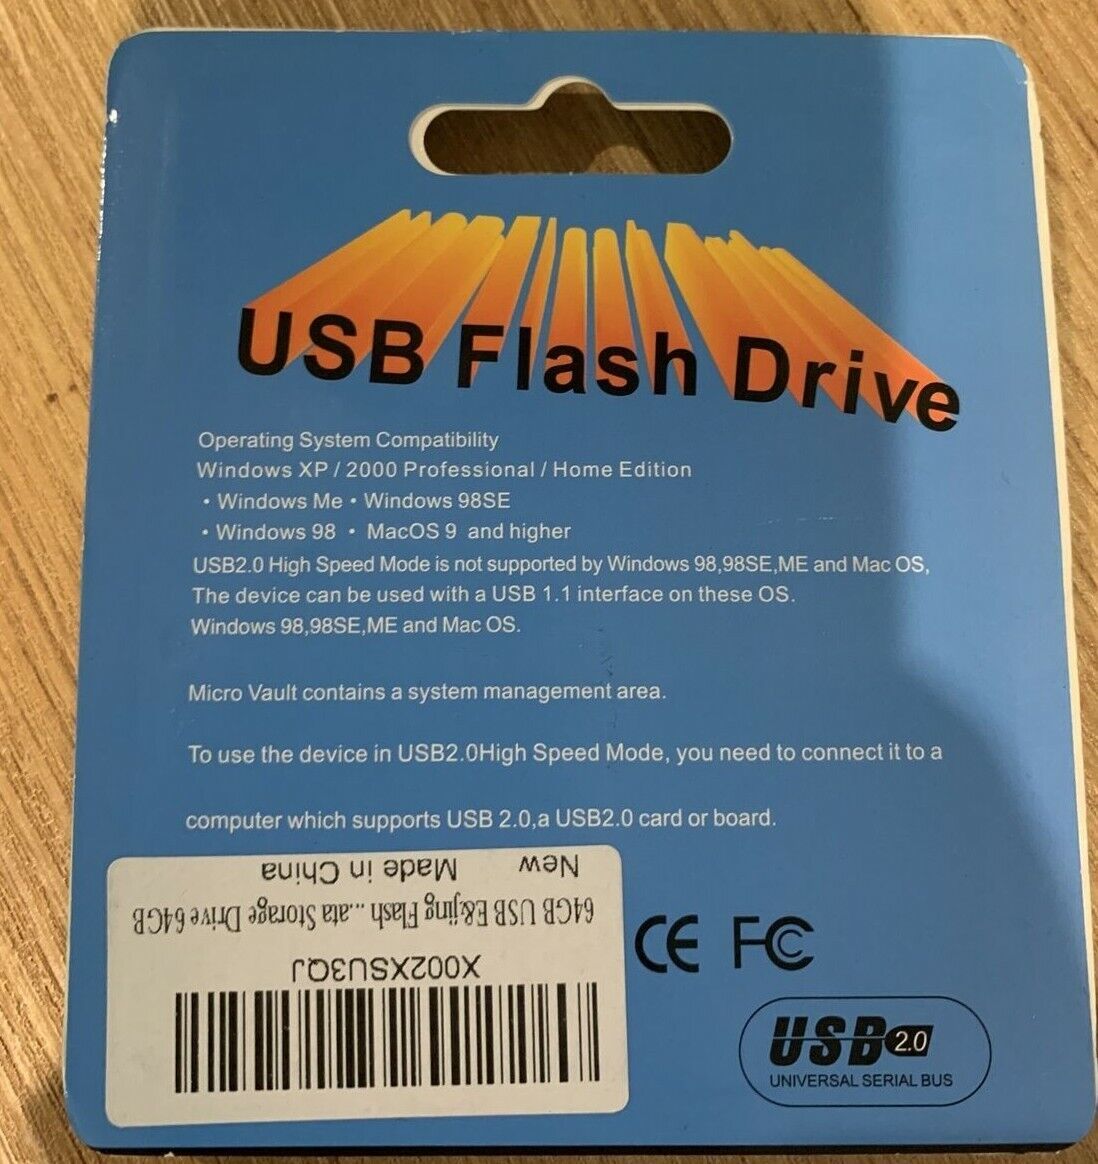 USB Flash Drive
Operating System Compatibility
Windows XP / 2000 Professional / Home Edition
• Windows Me • Windows 98SE
• Windows 98 • MacOS 9 and higher
USB2.0 High Speed Mode is not supported by Windows 98,98SE,ME and Mac OS,
The device can be used with a USB 1.1 interface on these OS.
Windows 98,98SE,ME and Mac OS.
Micro Vault contains a system management area.
To use the device in USB2.0High Speed Mode, you need to connect it to a
computer which supports USB 2.0,a USB2.0 card or board.
X002XSU3QJ
64GB USB E&jing Flash...ata Storage Drive 64GB
New Made in China
CE FC
USB 2.0
UNIVERSAL SERIAL BUS